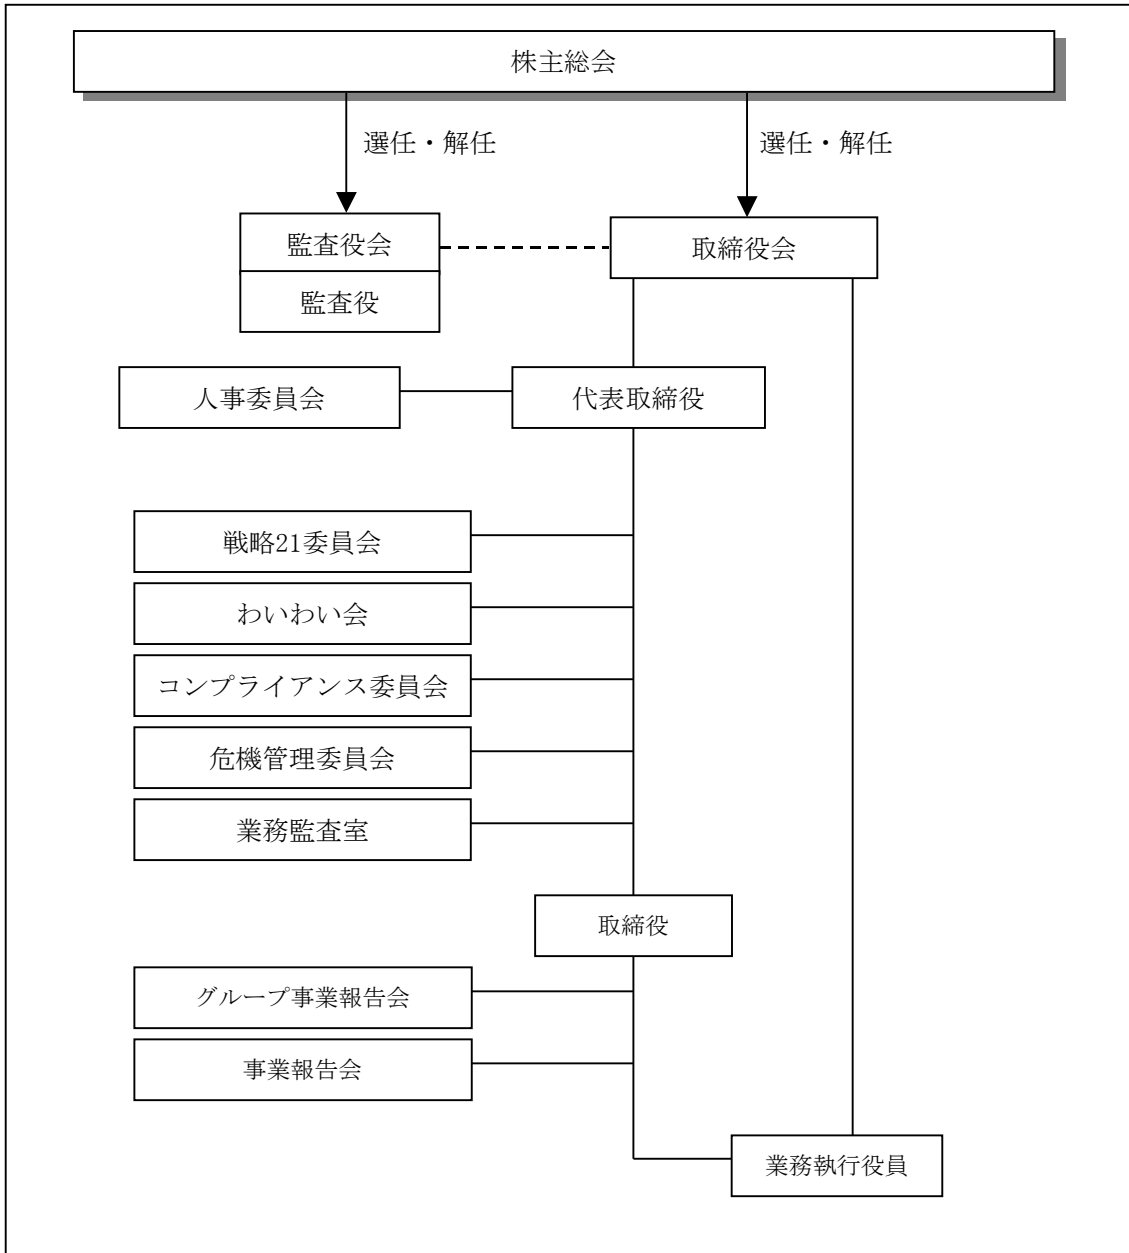 株主総会
選任・解任
選任・解任
監査役会
取締役会
監査役
人事委員会
代表取締役
戦略21委員会
わいわい会
コンプライアンス委員会
危機管理委員会
業務監査室
取締役
グループ事業報告会
事業報告会
業務執行役員